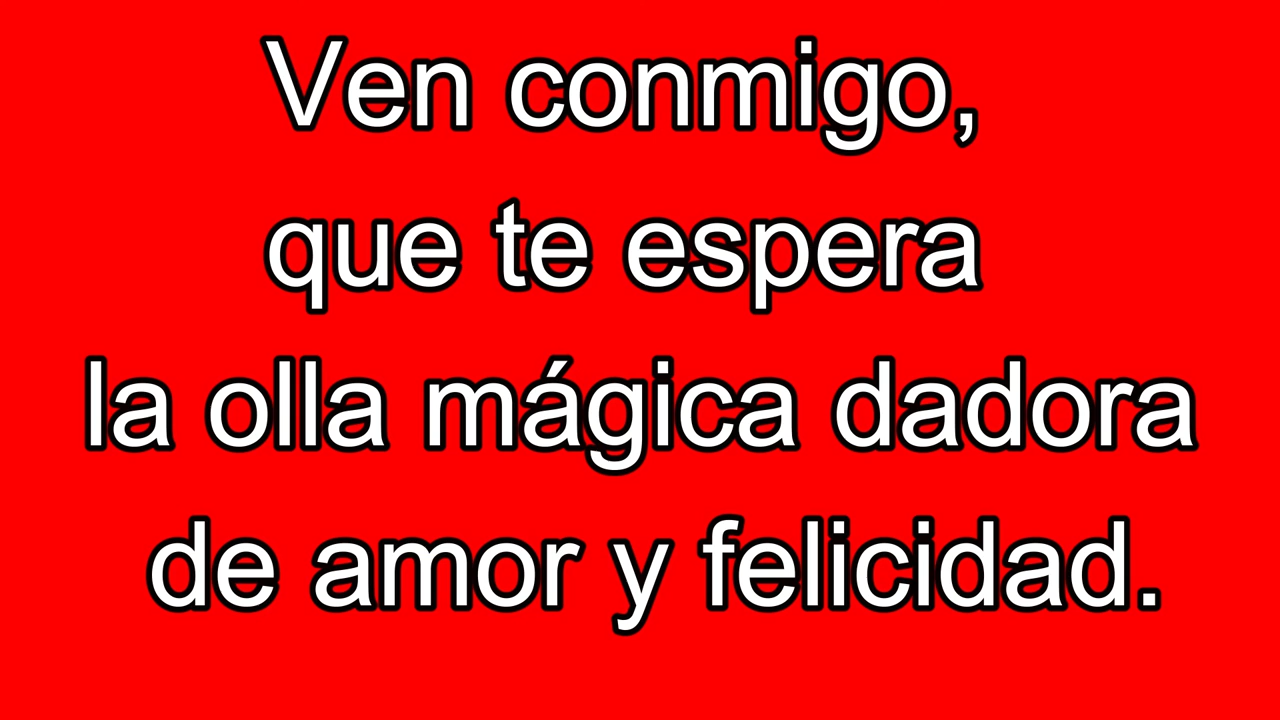 Ven conmigo,
que te espera
la olla mágica dadora
de amor y felicidad.